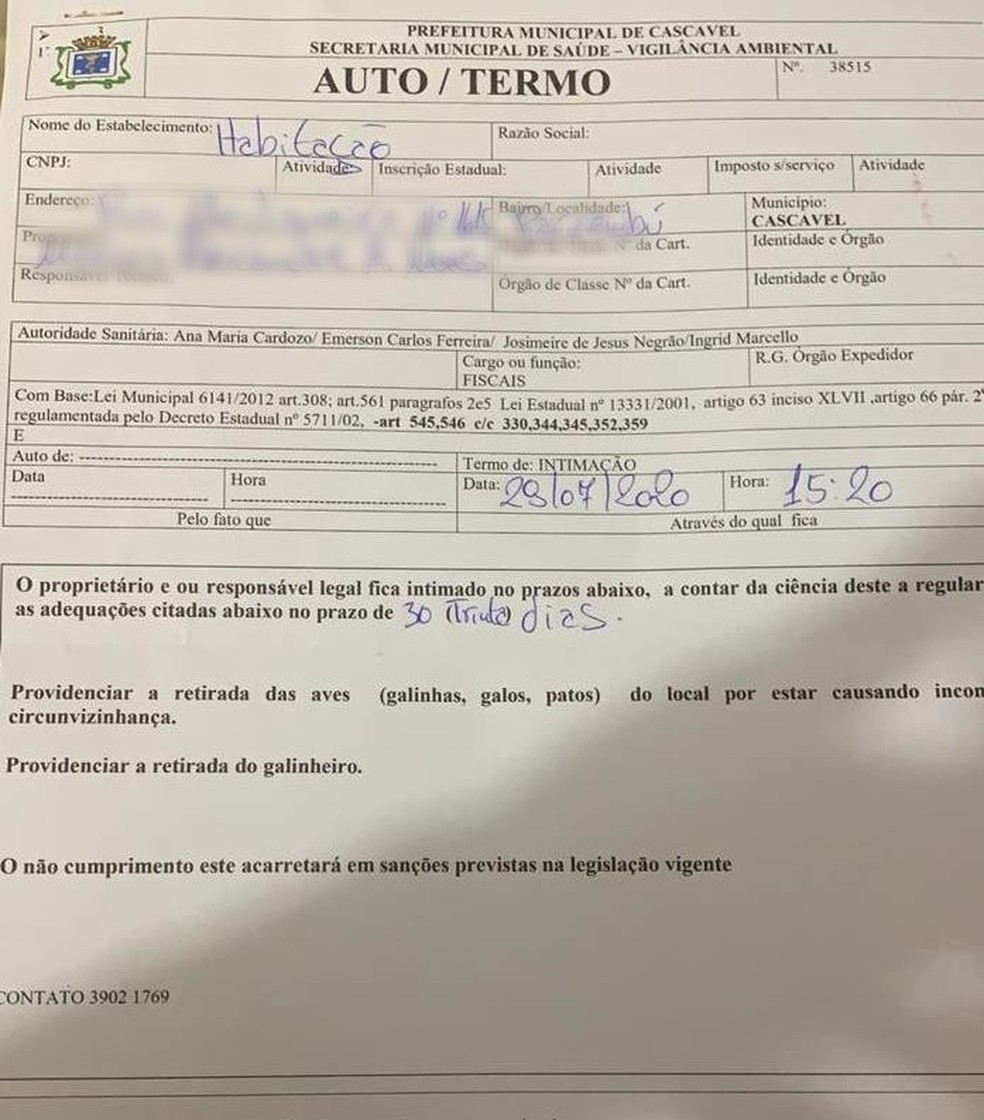 PREFEITURA MUNICIPAL DE CASCAVEL
SECRETARIA MUNICIPAL DE SAÚDE – VIGILÂNCIA AMBIENTAL
AUTO / TERMO
Nº. 38515
Nome do Estabelecimento: Habitação Razão Social:
CNPJ: Atividade Inscrição Estadual: Atividade Imposto s/serviço Atividade
Endereço: Bairro/Localidade: Município:
CASCAVEL
Nº da Cart. Identidade e Órgão
Responsável
Órgão de Classe Nº da Cart. Identidade e Órgão
Autoridade Sanitária: Ana Maria Cardozo/ Emerson Carlos Ferreira/ Josimeire de Jesus Negrão/Ingrid Marcello
Cargo ou função: R.G. Órgão Expedidor
FISCAIS
Com Base:Lei Municipal 6141/2012 art.308; art.561 paragrafos 2e5 Lei Estadual nº 13331/2001, artigo 63 inciso XLVII ,artigo 66 pár. 2º
regulamentada pelo Decreto Estadual nº 5711/02, -art 545,546 c/c 330,344,345,352,359
E
Auto de: Termo de: INTIMAÇÃO
Data Hora Data: 29/07/2020 Hora: 15:20
Pelo fato que Através do qual fica
O proprietário e ou responsável legal fica intimado no prazos abaixo, a contar da ciência deste a regular
as adequações citadas abaixo no prazo de 30 (Trinta) dias.
Providenciar a retirada das aves (galinhas, galos, patos) do local por estar causando incon
circunvizinhança.
Providenciar a retirada do galinheiro.
O não cumprimento este acarretará em sanções previstas na legislação vigente
CONTATO 3902 1769